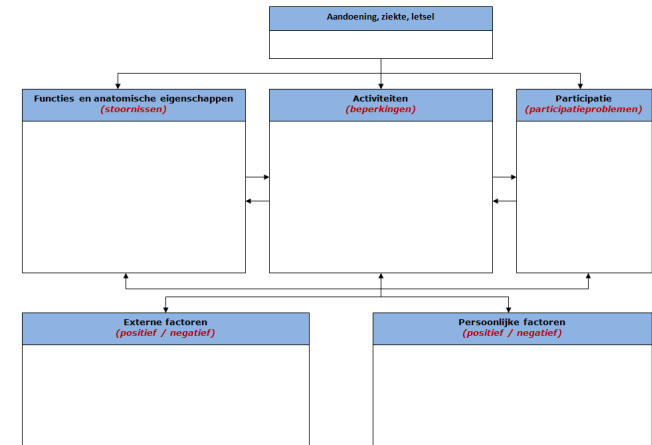 Aandoening, ziekte, letsel
Functies en anatomische eigenschappen
(stoornissen)
Activiteiten
(beperkingen)
Participatie
(participatieproblemen)
Externe factoren
(positief / negatief)
Persoonlijke factoren
(positief / negatief)